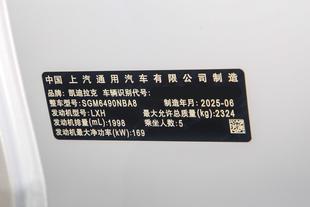 中国 上汽通用汽车有限公司制造
品牌: 凯迪拉克 车辆识别代号:
整车型号: SGM6490NBA8 制造年月: 2025-06
发动机型号: LXH 最大允许总质量(kg): 2324
发动机排量(mL): 1998 乘坐人数: 5
发动机最大净功率(kW): 169